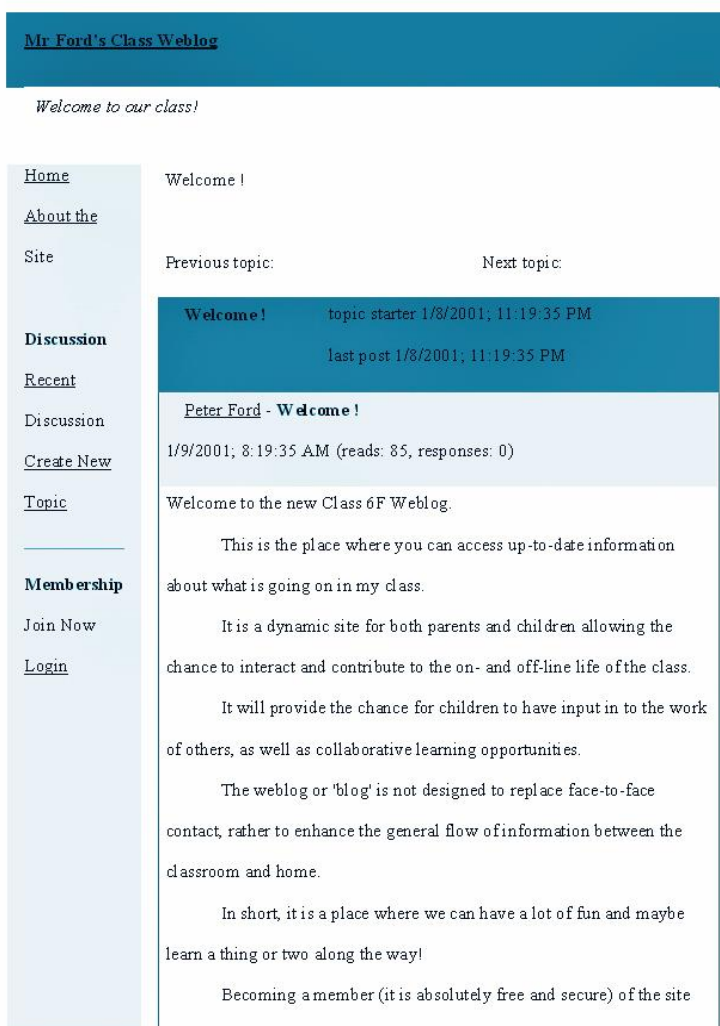 Mr Ford's Class Weblog
Welcome to our class!
Home
About the
Site
Discussion
Recent
Discussion
Create New
Topic
Membership
Join Now
Login
Welcome !
Previous topic:
Next topic:
Welcome !
topic starter 1/8/2001; 11:19:35 PM
last post 1/8/2001; 11:19:35 PM
Peter Ford - Welcome !
1/9/2001; 8:19:35 AM (reads: 85, responses: 0)
Welcome to the new Class 6F Weblog.
This is the place where you can access up-to-date information
about what is going on in my class.
It is a dynamic site for both parents and children allowing the
chance to interact and contribute to the on- and off-line life of the class.
It will provide the chance for children to have input in to the work
of others, as well as collaborative learning opportunities.
The weblog or 'blog' is not designed to replace face-to-face
contact, rather to enhance the general flow of information between the
classroom and home.
In short, it is a place where we can have a lot of fun and maybe
learn a thing or two along the way!
Becoming a member (it is absolutely free and secure) of the site